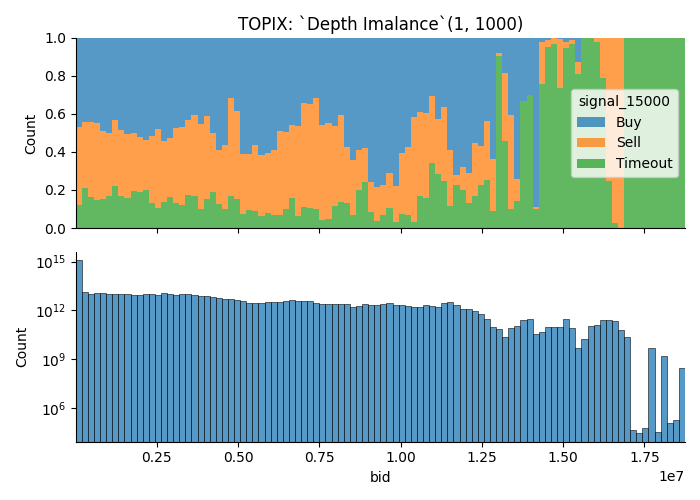 TOPIX: `Depth Imalance`(1, 1000)
Count
1.0
0.8
0.6
0.4
0.2
0.0
signal_15000
Buy
Sell
Timeout
Count
10^15
10^12
10^9
10^6
0.25
0.50
0.75
1.00
1.25
1.50
1.75
1e7
bid